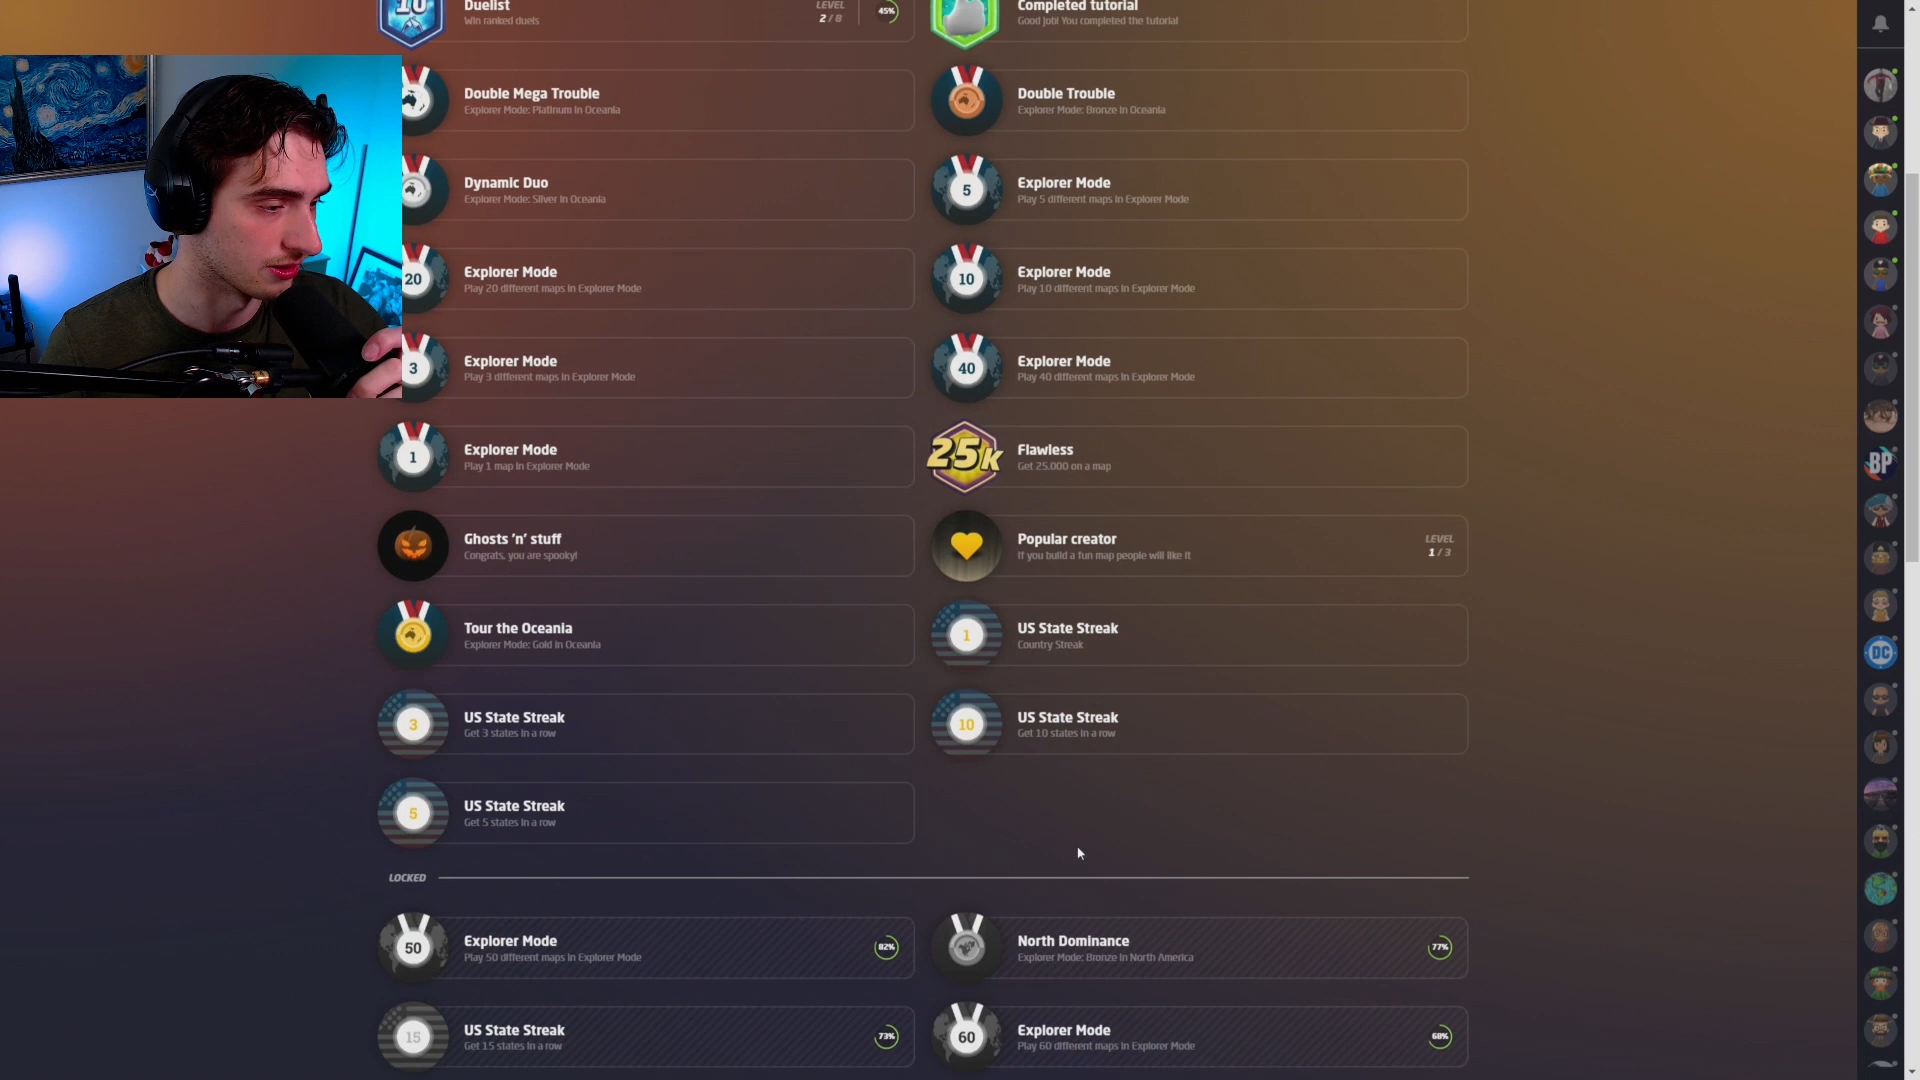 10
Duelist
Win ranked duels
LEVEL
2 / 8
45%
Completed tutorial
Good job! You completed the tutorial
Double Mega Trouble
Explorer Mode: Platinum in Oceania
Double Trouble
Explorer Mode: Bronze in Oceania
Dynamic Duo
Explorer Mode: Silver in Oceania
5
Explorer Mode
Play 5 different maps in Explorer Mode
20
Explorer Mode
Play 20 different maps in Explorer Mode
10
Explorer Mode
Play 10 different maps in Explorer Mode
3
Explorer Mode
Play 3 different maps in Explorer Mode
40
Explorer Mode
Play 40 different maps in Explorer Mode
1
Explorer Mode
Play 1 map in Explorer Mode
25K
Flawless
Get 25.000 on a map
Ghosts 'n' stuff
Congrats, you are spooky!
Popular creator
If you build a fun map people will like it
LEVEL
1 / 3
Tour the Oceania
Explorer Mode: Gold in Oceania
1
US State Streak
Country Streak
3
US State Streak
Get 3 states in a row
10
US State Streak
Get 10 states in a row
5
US State Streak
Get 5 states in a row
LOCKED
50
Explorer Mode
Play 50 different maps in Explorer Mode
82%
North Dominance
Explorer Mode: Bronze in North America
77%
15
US State Streak
Get 15 states in a row
73%
60
Explorer Mode
Play 60 different maps in Explorer Mode
68%
BP
DC